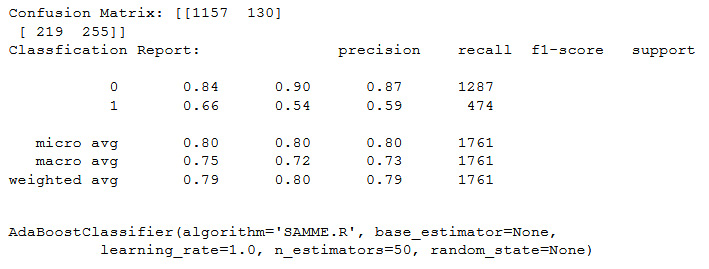 Confusion Matrix: [[1157  130]
 [ 219  255]]
Classfication Report:               precision    recall  f1-score   support

           0       0.84      0.90      0.87      1287
           1       0.66      0.54      0.59       474

   micro avg       0.80      0.80      0.80      1761
   macro avg       0.75      0.72      0.73      1761
weighted avg       0.79      0.80      0.79      1761

AdaBoostClassifier(algorithm='SAMME.R', base_estimator=None,
          learning_rate=1.0, n_estimators=50, random_state=None)